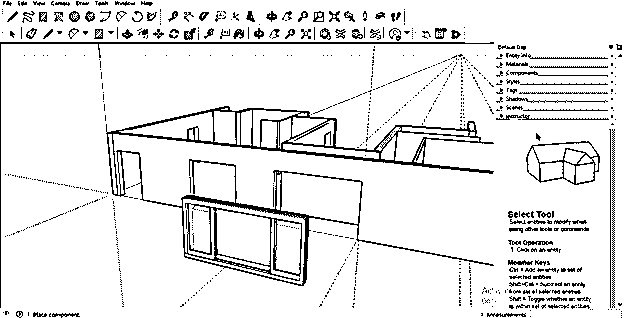 File Edit View Camera Draw Tools Window Help
Default Tray
Entity Info
Materials
Components
Styles
Tags
Shadows
Scenes
Instructor
Select Tool
Select entities to modify when
using other tools or commands
Tool Operation
1. Click on an entity
Modifier Keys
Ctrl = Add an entity to set of
selected entities
Shift+Ctrl = Subtract an entity
from set of selected entities
Shift = Toggle whether an entity
is within set of selected entities
Place component.
Measurements